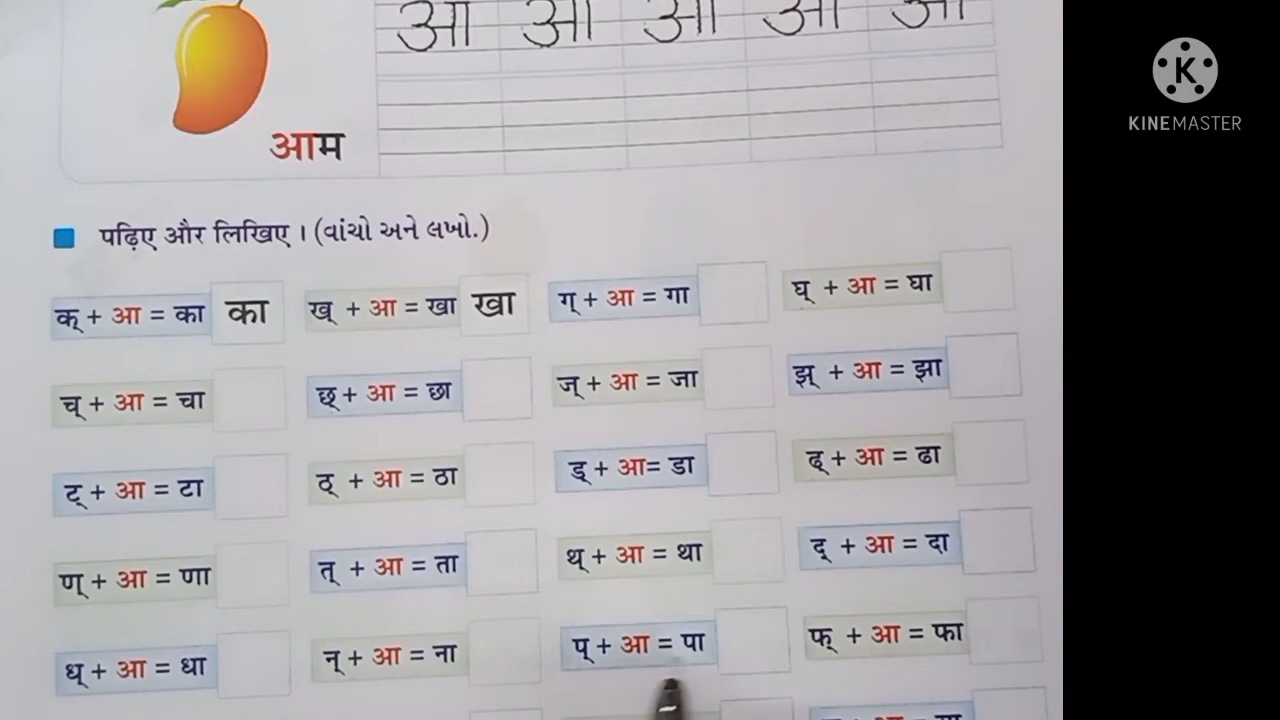 आ आ आ आ आ
आम
पढ़िए और लिखिए । (વાંચો અને લખો.)
क् + आ = का का ख् + आ = खा खा ग् + आ = गा घ् + आ = घा
च् + आ = चा छ् + आ = छा ज् + आ = जा झ् + आ = झा
ट् + आ = टा ठ् + आ = ठा ड् + आ= डा ढ् + आ = ढा
ण् + आ = णा त् + आ = ता थ् + आ = था द् + आ = दा
ध् + आ = धा न् + आ = ना प् + आ = पा फ् + आ = फा
K
KINEMASTER